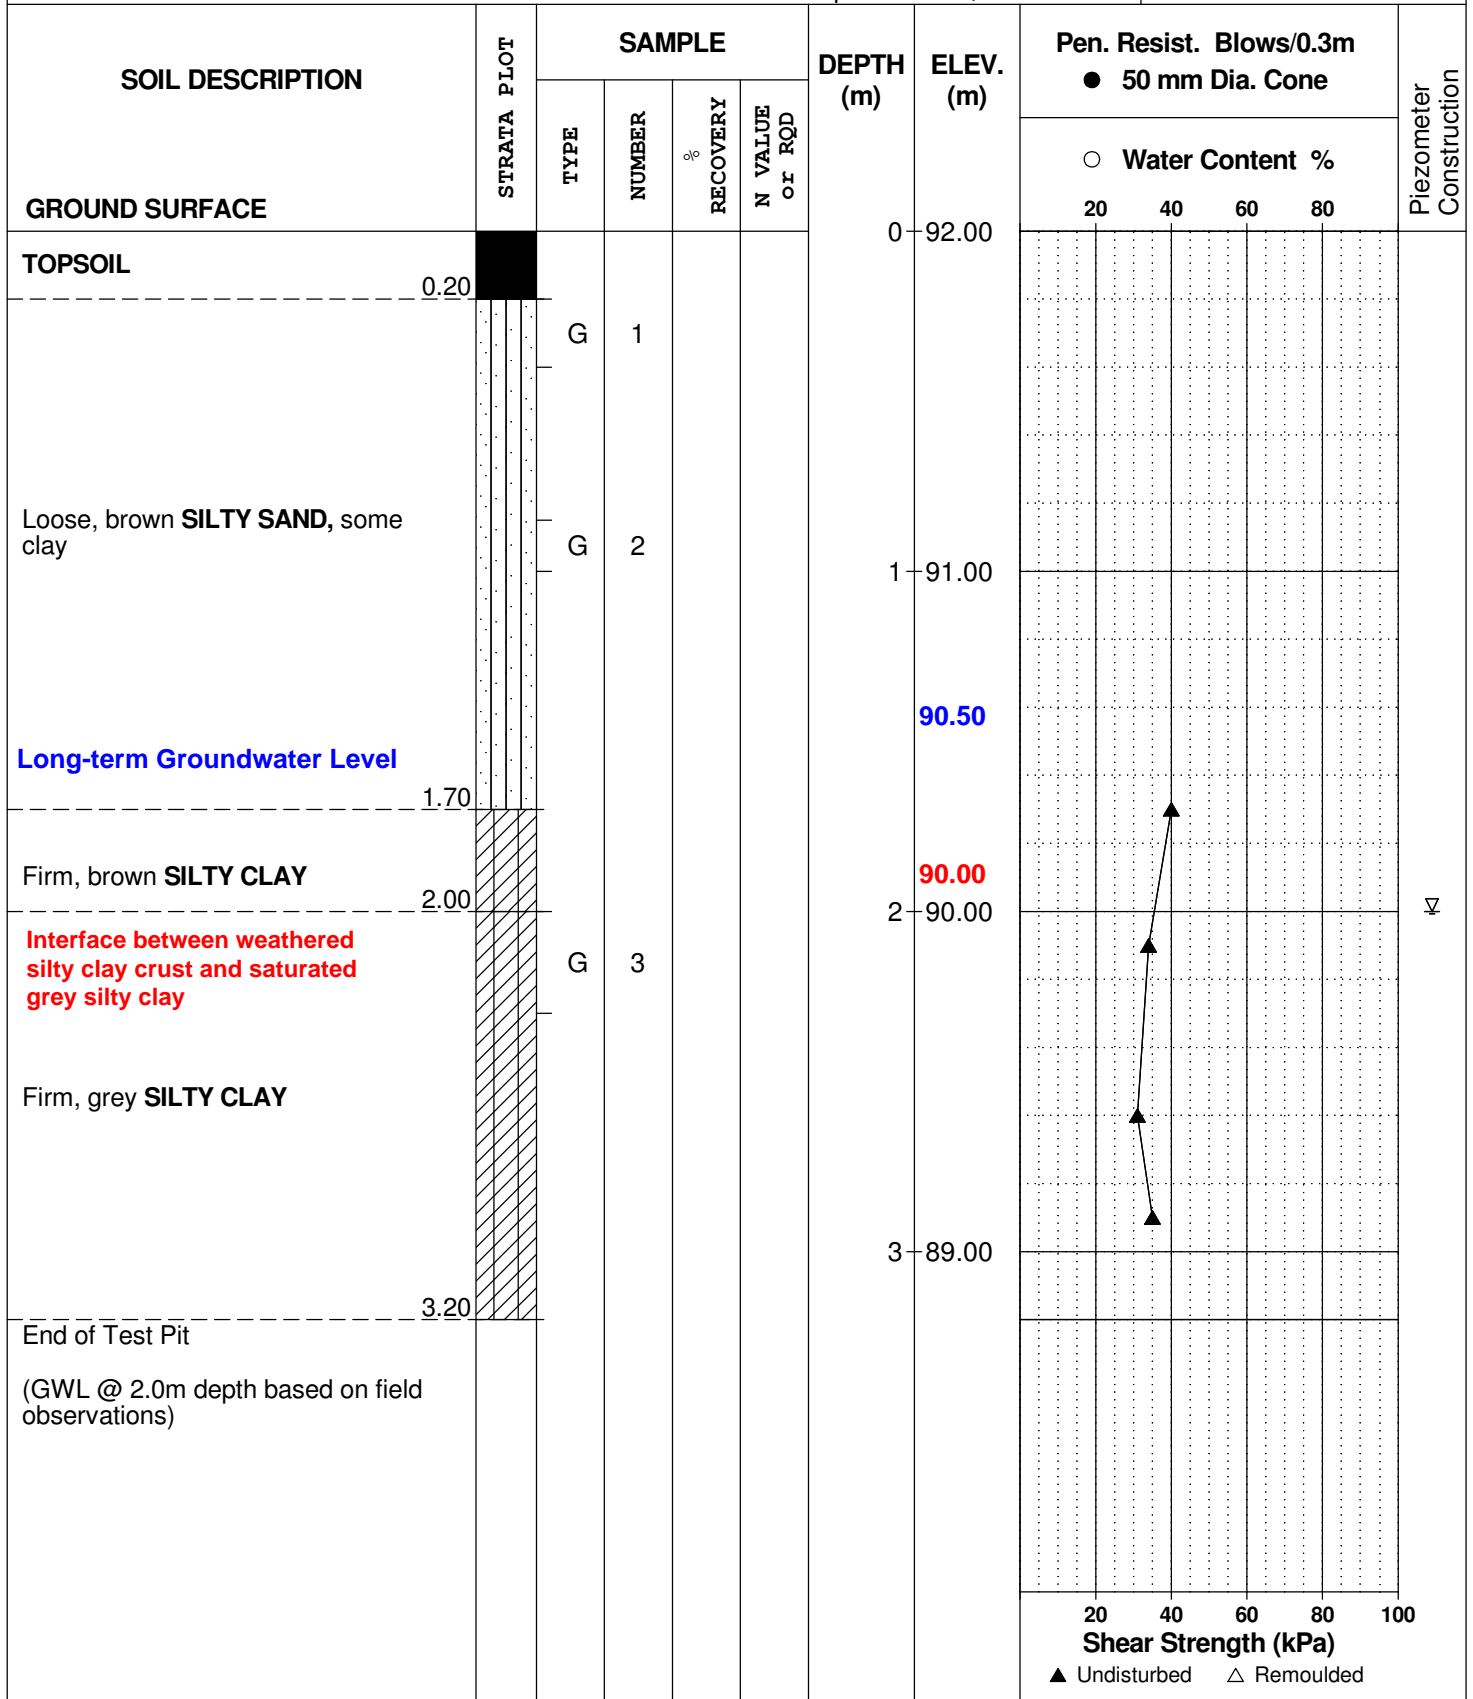 SOIL DESCRIPTION
GROUND SURFACE
STRATA PLOT
SAMPLE
TYPE
NUMBER
%
RECOVERY
N VALUE
or RQD
DEPTH
(m)
ELEV.
(m)
Pen. Resist. Blows/0.3m
● 50 mm Dia. Cone
○ Water Content %
20 40 60 80
Piezometer
Construction
0 92.00
TOPSOIL
0.20
G 1
Loose, brown SILTY SAND, some
clay
G 2
1 91.00
90.50
Long-term Groundwater Level
1.70
Firm, brown SILTY CLAY
90.00
2.00
2 90.00
Interface between weathered
silty clay crust and saturated
grey silty clay
G 3
Firm, grey SILTY CLAY
3 89.00
3.20
End of Test Pit
(GWL @ 2.0m depth based on field
observations)
20 40 60 80 100
Shear Strength (kPa)
▲ Undisturbed △ Remoulded